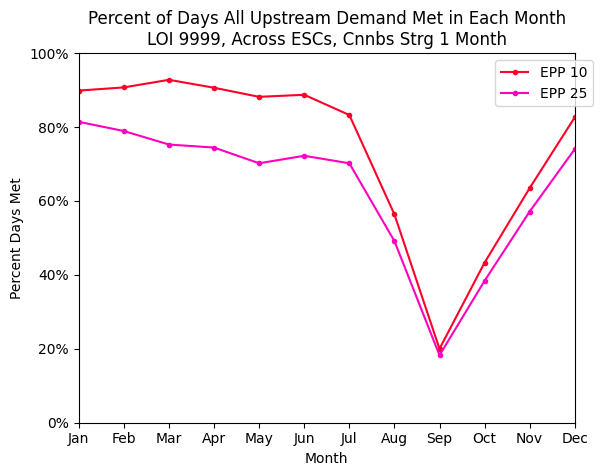 Percent of Days All Upstream Demand Met in Each Month
LOI 9999, Across ESCs, Cnnbs Strg 1 Month
100%
80%
60%
40%
20%
0%
Percent Days Met
EPP 10
EPP 25
Jan Feb Mar Apr May Jun Jul Aug Sep Oct Nov Dec
Month